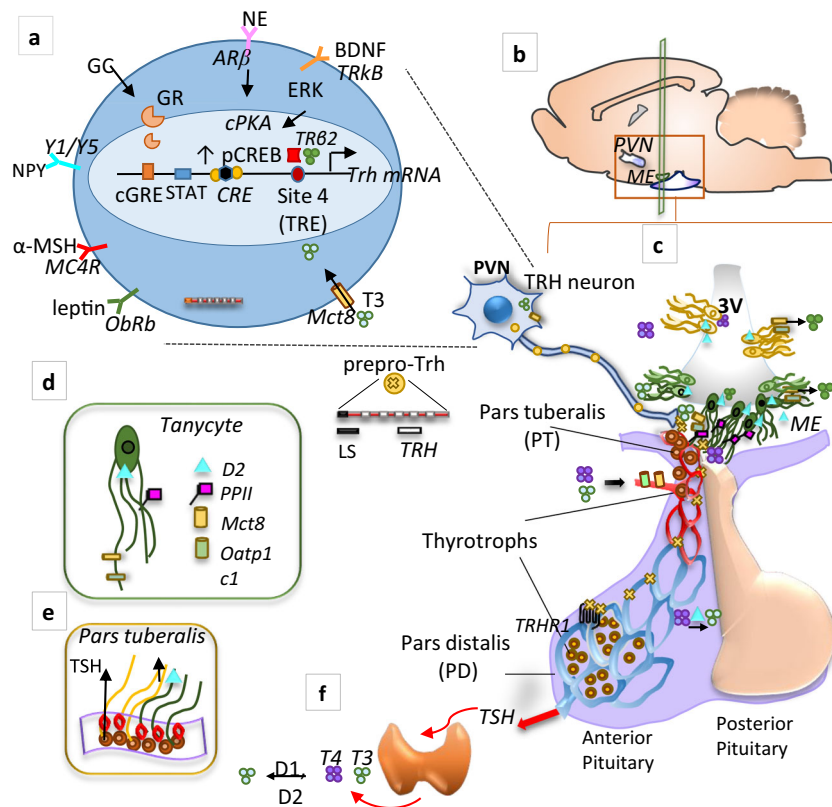 a
NE
ARβ
BDNF
TRkB
GC
GR
ERK
cPKA
Y1/Y5
NPY
pCREB
TRβ2
cGRE
STAT
CRE
Site 4
(TRE)
Trh mRNA
α-MSH
MC4R
leptin
ObRb
Mct8
T3
b
PVN
ME
c
PVN
TRH neuron
3V
prepro-Trh
LS
TRH
Pars tuberalis
(PT)
ME
Thyrotrophs
TRHR1
Pars distalis
(PD)
TSH
Anterior
Pituitary
Posterior
Pituitary
d
Tanycyte
D2
PPII
Mct8
Oatp1
c1
e
Pars tuberalis
TSH
f
D1
D2
T4
T3